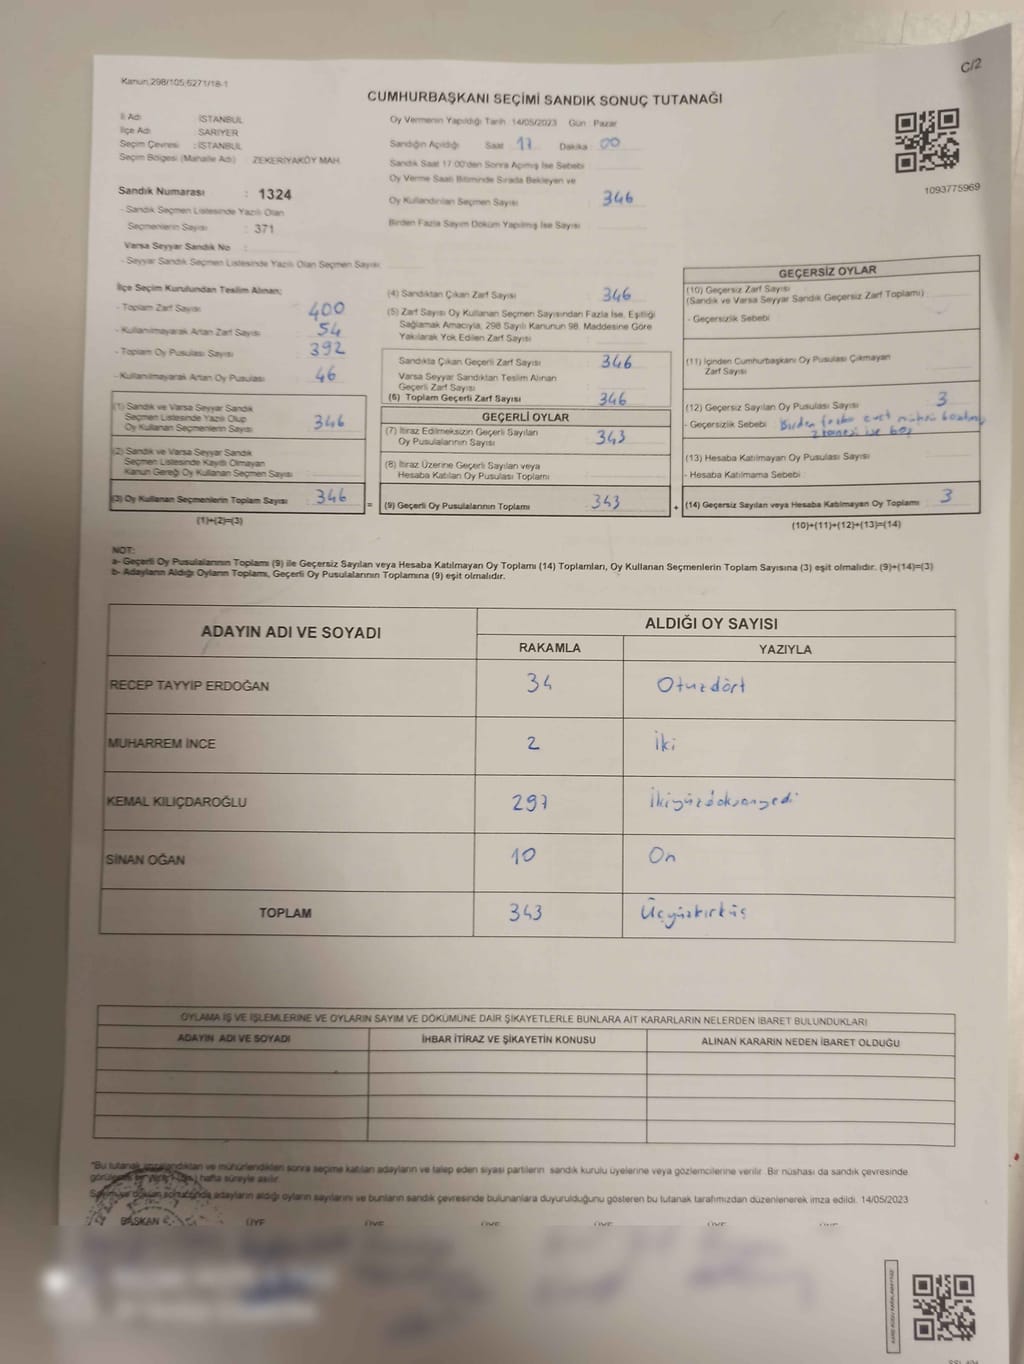 C/2
Kanun:298/105;6271/18-1
CUMHURBAŞKANI SEÇİMİ SANDIK SONUÇ TUTANAĞI
İl Adı : İSTANBUL
İlçe Adı : SARIYER
Seçim Çevresi : İSTANBUL
Seçim Bölgesi (Mahalle Adı) : ZEKERİYAKÖY MAH
Sandık Numarası : 1324
- Sandık Seçmen Listesinde Yazılı Olan
Seçmenlerin Sayısı : 371
Varsa Seyyar Sandık No :
- Seyyar Sandık Seçmen Listesinde Yazılı Olan Seçmen Sayısı:
Oy Vermenin Yapıldığı Tarih 14/05/2023 Gün : Pazar
Sandığın Açıldığı Saat 17 Dakika 00
Sandık Saat 17:00'den Sonra Açımış İse Sebebi
Oy Verme Saati Bitiminde Sırada Bekleyen ve
Oy Kullandırılan Seçmen Sayısı 346
Birden Fazla Sayım Döküm Yapılmış İse Sayısı
1093775969
İlçe Seçim Kurulundan Teslim Alınan;
- Toplam Zarf Sayısı : 400
- Kullanılmayarak Artan Zarf Sayısı : 54
- Toplam Oy Pusulası Sayısı : 392
- Kullanılmayarak Artan Oy Pusulası : 46
(1) Sandık ve Varsa Seyyar Sandık
Seçmen Listesinde Yazılı Olup
Oy Kullanan Seçmenlerin Sayısı : 346
(2) Sandık ve Varsa Seyyar Sandık
Seçmen Listesinde Kayıtlı Olmayan
Kanun Gereği Oy Kullanan Seçmen Sayısı :
(3) Oy Kullanan Seçmenlerin Toplam Sayısı : 346
(1)+(2)=(3)
(4) Sandıktan Çıkan Zarf Sayısı : 346
(5) Zarf Sayısı Oy Kullanan Seçmen Sayısından Fazla İse, Eşitliği
Sağlamak Amacıyla, 298 Sayılı Kanunun 98. Maddesine Göre
Yakılarak Yok Edilen Zarf Sayısı
Sandıkta Çıkan Geçerli Zarf Sayısı : 346
Varsa Seyyar Sandıktan Teslim Alınan
Geçerli Zarf Sayısı
(6) Toplam Geçerli Zarf Sayısı : 346
GEÇERLİ OYLAR
(7) İtiraz Edilmeksizin Geçerli Sayılan
Oy Pusulalarının Sayısı : 343
(8) İtiraz Üzerine Geçerli Sayılan veya
Hesaba Katılan Oy Pusulası Toplamı
= (9) Geçerli Oy Pusulalarının Toplamı : 343
GEÇERSİZ OYLAR
(10) Geçersiz Zarf Sayısı
(Sandık ve Varsa Seyyar Sandık Geçersiz Zarf Toplamı)
- Geçersizlik Sebebi
(11) İçinden Cumhurbaşkanı Oy Pusulası Çıkmayan
Zarf Sayısı
(12) Geçersiz Sayılan Oy Pusulası Sayısı 3
- Geçersizlik Sebebi : Birden fazla evet mührü
2 tanesi ise boş
(13) Hesaba Katılmayan Oy Pusulası Sayısı
- Hesaba Katılmama Sebebi :
+ (14) Geçersiz Sayılan veya Hesaba Katılmayan Oy Toplamı 3
(10)+(11)+(12)+(13)=(14)
NOT:
a- Geçerli Oy Pusulalarının Toplamı (9) ile Geçersiz Sayılan veya Hesaba Katılmayan Oy Toplamı (14) Toplamları, Oy Kullanan Seçmenlerin Toplam Sayısına (3) eşit olmalıdır. (9)+(14)=(3)
b- Adayların Aldığı Oyların Toplamı, Geçerli Oy Pusulalarının Toplamına (9) eşit olmalıdır.
ADAYIN ADI VE SOYADI ALDIĞI OY SAYISI
RAKAMLA YAZIYLA
RECEP TAYYİP ERDOĞAN 34 Otuzdört
MUHARREM İNCE 2 İki
KEMAL KILIÇDAROĞLU 297 İkiyüzdoksanyedi
SİNAN OĞAN 10 On
TOPLAM 343 Üçyüzkırküç
OYLAMA İŞ VE İŞLEMLERİNE VE OYLARIN SAYIM VE DÖKÜMÜNE DAİR ŞİKAYETLERLE BUNLARA AİT KARARLARIN NELERDEN İBARET BULUNDUKLARI
ADAYIN ADI VE SOYADI İHBAR İTİRAZ VE ŞİKAYETİN KONUSU ALINAN KARARIN NEDEN İBARET OLDUĞU
*Bu tutanak imzalandıktan ve mühürlendikten sonra seçime katılan adayların ve talep eden siyasi partilerin sandık kurulu üyelerine veya gözlemcilerine verilir. Bir nüshası da sandık çevresinde
hafta süreyle asılır.
Sayım ve döküm sonucunda adayların aldığı oyların sayılarını ve bunların sandık çevresinde bulunanlara duyurulduğunu gösteren bu tutanak tarafımızdan düzenlenerek imza edildi. 14/05/2023
BAŞKAN ÜYE ÜYE ÜYE ÜYE ÜYE ÜYE